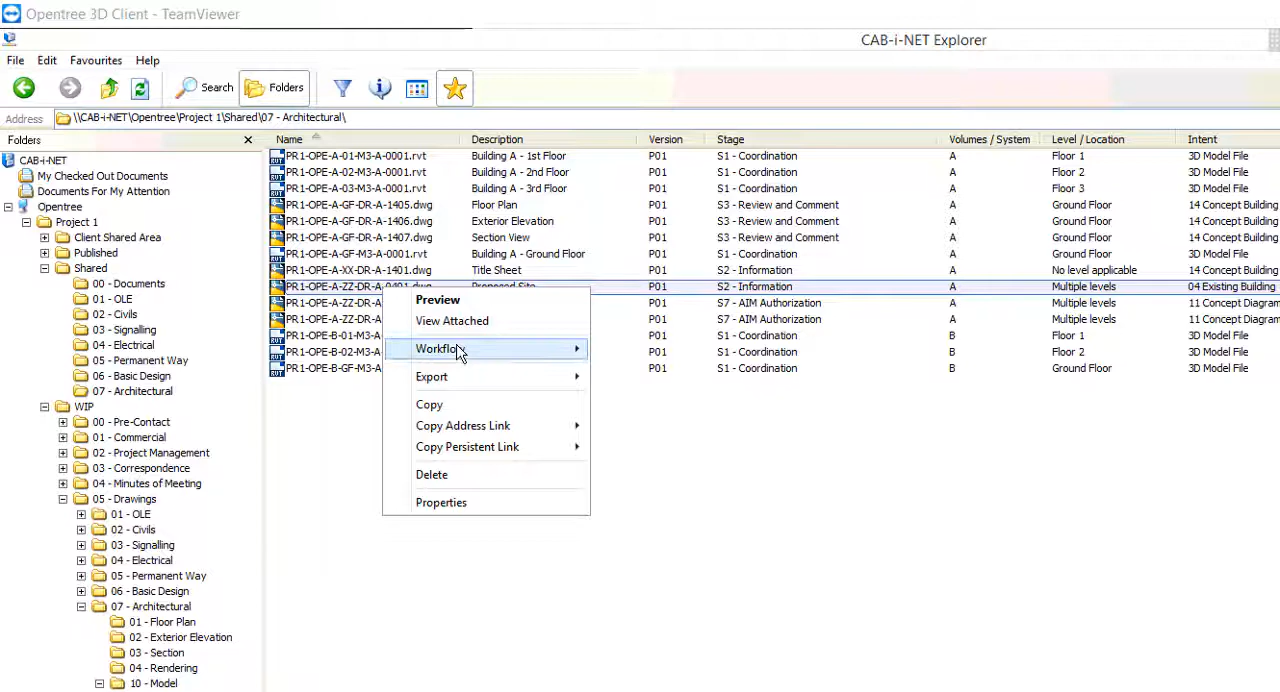 Opentree 3D Client - TeamViewer
CAB-i-NET Explorer
File Edit Favourites Help
Search Folders
Address \\CAB-i-NET\Opentree\Project 1\Shared\07 - Architectural\
Folders
CAB-i-NET
My Checked Out Documents
Documents For My Attention
Opentree
Project 1
Client Shared Area
Published
Shared
00 - Documents
01 - OLE
02 - Civils
03 - Signalling
04 - Electrical
05 - Permanent Way
06 - Basic Design
07 - Architectural
WIP
00 - Pre-Contact
01 - Commercial
02 - Project Management
03 - Correspondence
04 - Minutes of Meeting
05 - Drawings
01 - OLE
02 - Civils
03 - Signalling
04 - Electrical
05 - Permanent Way
06 - Basic Design
07 - Architectural
01 - Floor Plan
02 - Exterior Elevation
03 - Section
04 - Rendering
10 - Model
Name Description Version Stage Volumes / System Level / Location Intent
PR1-OPE-A-01-M3-A-0001.rvt Building A - 1st Floor P01 S1 - Coordination A Floor 1 3D Model File
PR1-OPE-A-02-M3-A-0001.rvt Building A - 2nd Floor P01 S1 - Coordination A Floor 2 3D Model File
PR1-OPE-A-03-M3-A-0001.rvt Building A - 3rd Floor P01 S1 - Coordination A Floor 3 3D Model File
PR1-OPE-A-GF-DR-A-1405.dwg Floor Plan P01 S3 - Review and Comment A Ground Floor 14 Concept Building
PR1-OPE-A-GF-DR-A-1406.dwg Exterior Elevation P01 S3 - Review and Comment A Ground Floor 14 Concept Building
PR1-OPE-A-GF-DR-A-1407.dwg Section View P01 S3 - Review and Comment A Ground Floor 14 Concept Building
PR1-OPE-A-GF-M3-A-0001.rvt Building A - Ground Floor P01 S1 - Coordination A Ground Floor 3D Model File
PR1-OPE-A-XX-DR-A-1401.dwg Title Sheet P01 S2 - Information A No level applicable 14 Concept Building
PR1-OPE-A-ZZ-DR-A-0401.dwg Proposed Site P01 S2 - Information A Multiple levels 04 Existing Building
PR1-OPE-A-ZZ-DR-A P01 S7 - AIM Authorization A Multiple levels 11 Concept Diagram
PR1-OPE-A-ZZ-DR-A P01 S7 - AIM Authorization A Multiple levels 11 Concept Diagram
PR1-OPE-B-01-M3-A P01 S1 - Coordination B Floor 1 3D Model File
PR1-OPE-B-02-M3-A P01 S1 - Coordination B Floor 2 3D Model File
PR1-OPE-B-GF-M3-A P01 S1 - Coordination B Ground Floor 3D Model File
Preview
View Attached
Workflow
Export
Copy
Copy Address Link
Copy Persistent Link
Delete
Properties